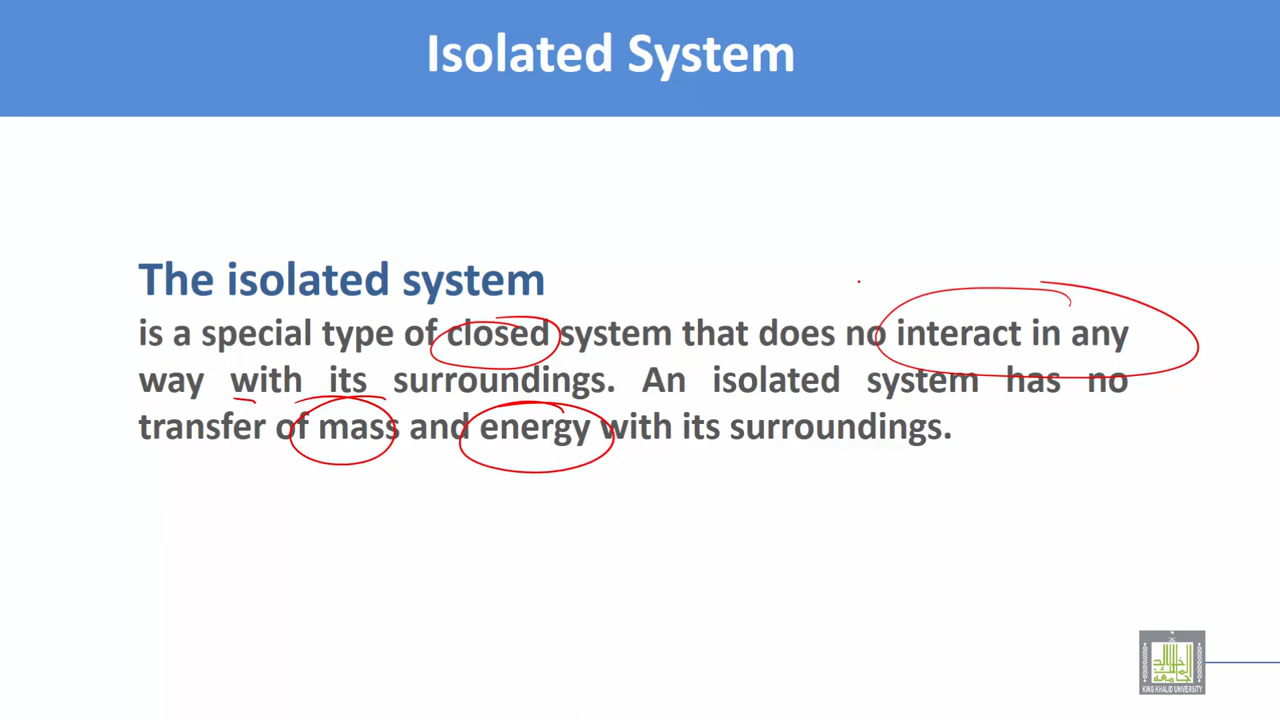 Isolated System
The isolated system
is a special type of closed system that does no interact in any
way with its surroundings. An isolated system has no
transfer of mass and energy with its surroundings.
KING KHALID UNIVERSITY